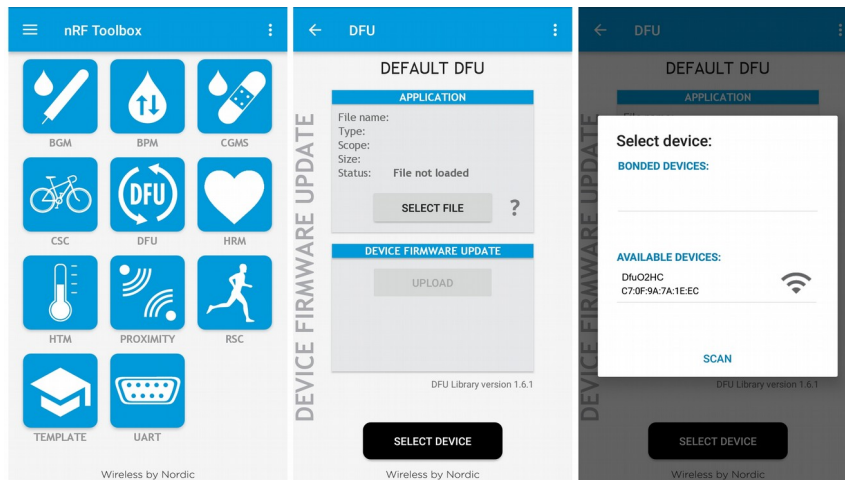 nRF Toolbox
BGM
BPM
CGMS
CSC
DFU
DFU
HRM
HTM
PROXIMITY
RSC
TEMPLATE
UART
Wireless by Nordic
DFU
DEFAULT DFU
DEVICE FIRMWARE UPDATE
APPLICATION
File name:
Type:
Scope:
Size:
Status: File not loaded
SELECT FILE ?
DEVICE FIRMWARE UPDATE
UPLOAD
DFU Library version 1.6.1
SELECT DEVICE
Wireless by Nordic
DFU
DEFAULT DFU
DEVICE FIRMWARE UPDATE
APPLICATION
Select device:
BONDED DEVICES:
AVAILABLE DEVICES:
DfuO2HC
C7:0F:9A:7A:1E:EC
SCAN
DFU Library version 1.6.1
SELECT DEVICE
Wireless by Nordic